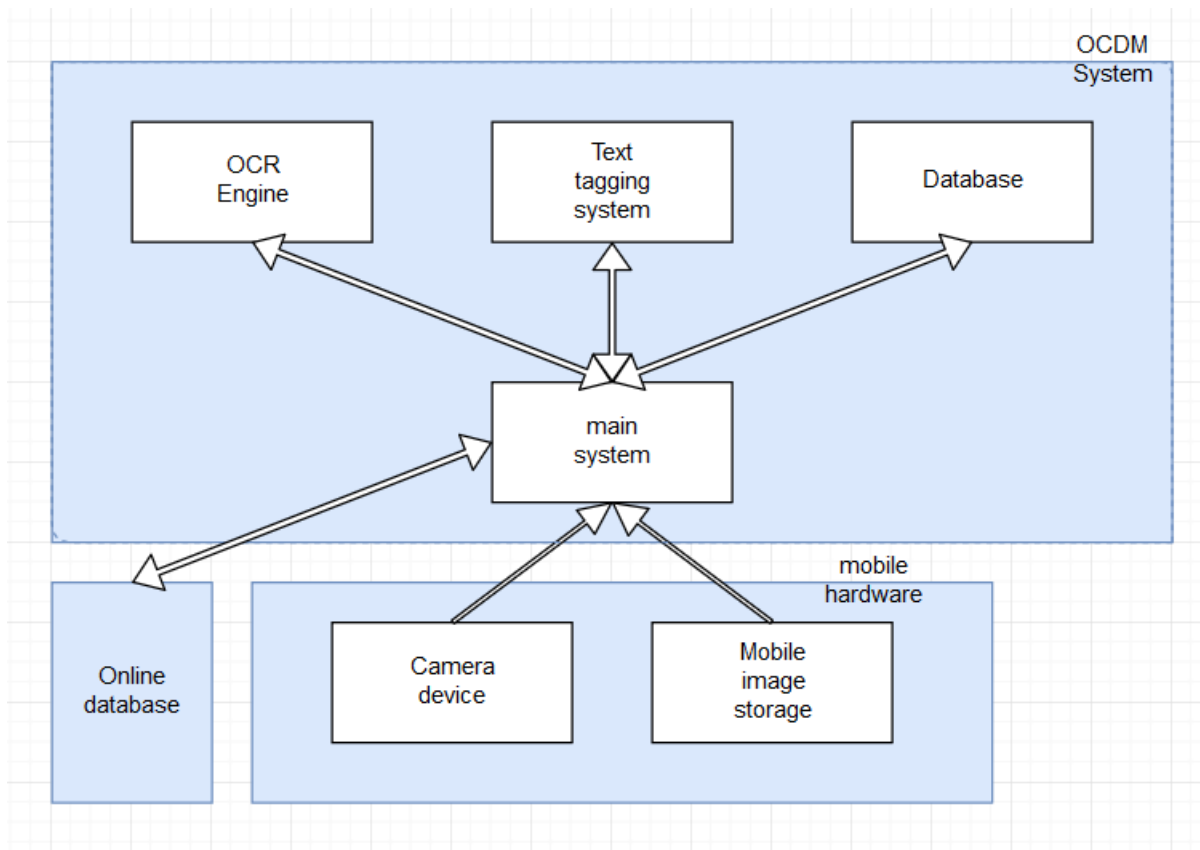 OCDM
System
OCR
Engine
Text
tagging
system
Database
main
system
mobile
hardware
Online
database
Camera
device
Mobile
image
storage